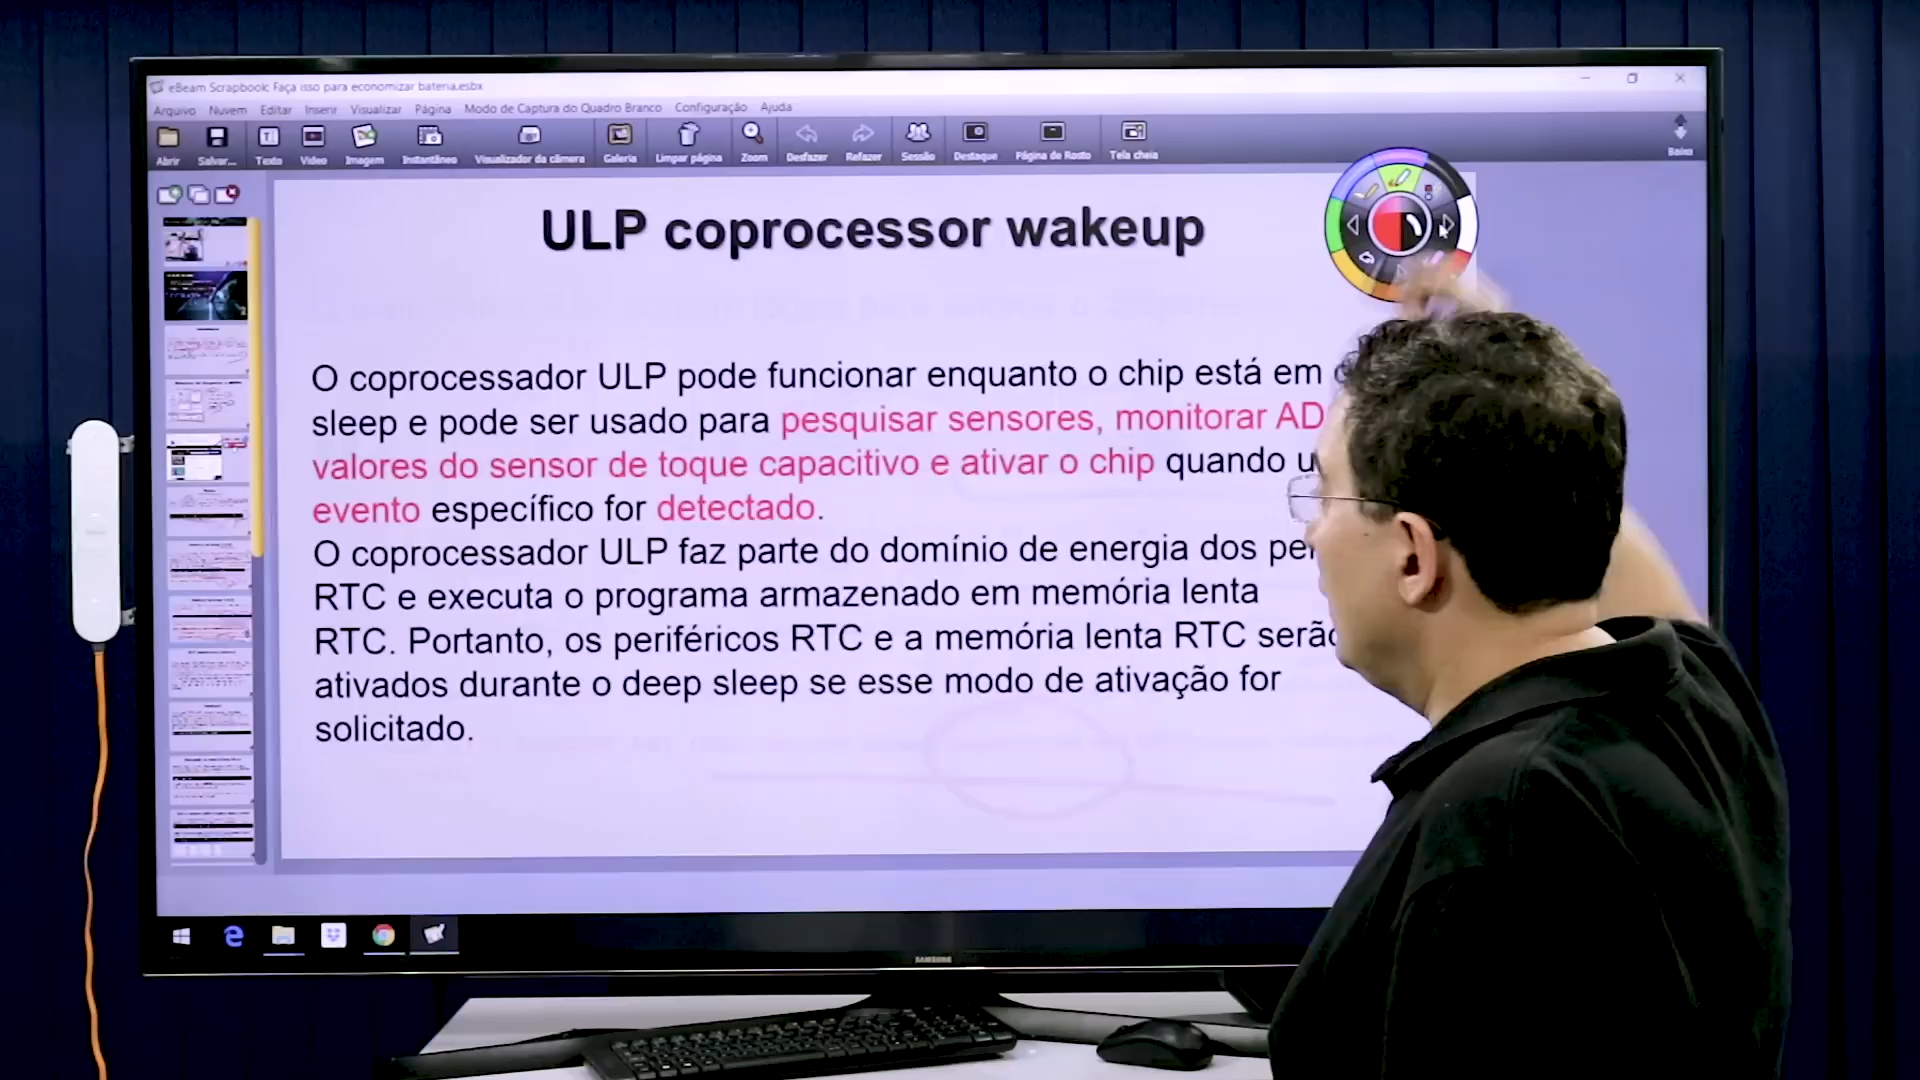 eBeam Scrapbook: Faça isso para economizar bateria.esbx
Arquivo Nuvem Editar Inserir Visualizar Página Modo de Captura do Quadro Branco Configuração Ajuda
Abrir Salvar... Texto Video Imagem Instantâneo Visualizador da câmera Galeria Limpar página Zoom Desfazer Refazer Sessão Destaque Página de Rosto Tela cheia Baixo
ULP coprocessor wakeup
O coprocessador ULP pode funcionar enquanto o chip está em
sleep e pode ser usado para pesquisar sensores, monitorar AD
valores do sensor de toque capacitivo e ativar o chip quando u
evento específico for detectado.
O coprocessador ULP faz parte do domínio de energia dos per
RTC e executa o programa armazenado em memória lenta
RTC. Portanto, os periféricos RTC e a memória lenta RTC serão
ativados durante o deep sleep se esse modo de ativação for
solicitado.
SAMSUNG